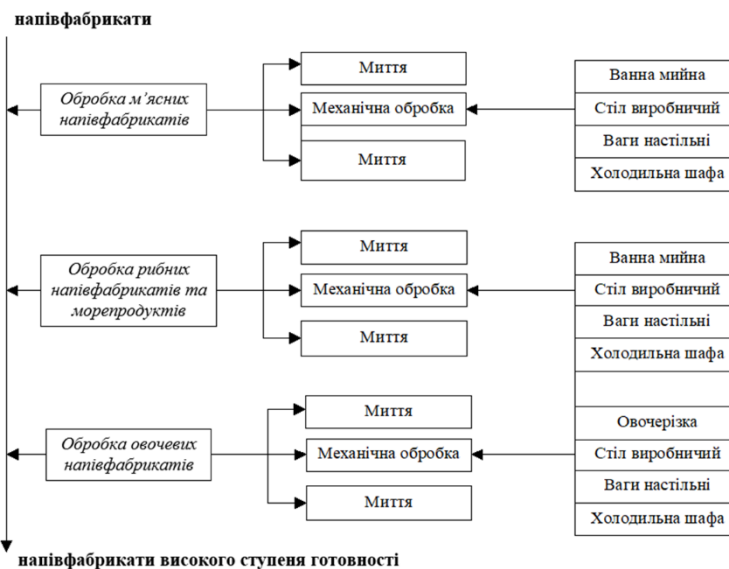 напівфабрикати
Обробка м’ясних
напівфабрикатів
Миття
Механічна обробка
Миття
Ванна мийна
Стіл виробничий
Ваги настільні
Холодильна шафа
Обробка рибних
напівфабрикатів та
морепродуктів
Миття
Механічна обробка
Миття
Ванна мийна
Стіл виробничий
Ваги настільні
Холодильна шафа
Обробка овочевих
напівфабрикатів
Миття
Механічна обробка
Миття
Овочерізка
Стіл виробничий
Ваги настільні
Холодильна шафа
напівфабрикати високого ступеня готовності